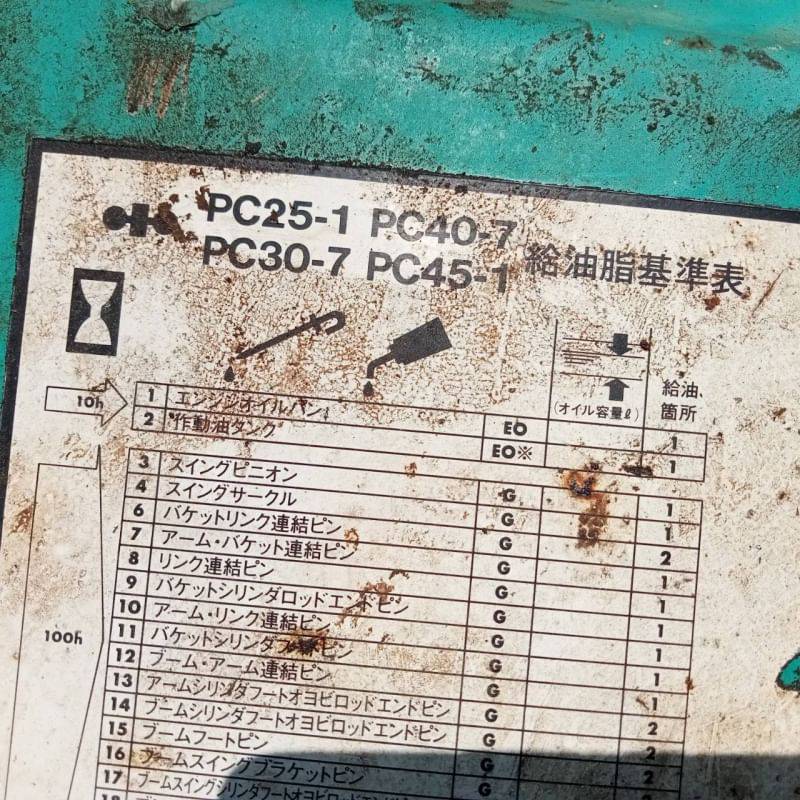 PC25-1 PC40-7
PC30-7 PC45-1
給油脂基準表
(オイル容量ℓ)
給油
箇所
10h
1 エンジンオイルパン EO 1
2 作動油タンク EO※ 1
100h
3 スイングピニオン G 1
4 スイングサークル G 1
6 バケットリンク連結ピン G 2
7 アーム・バケット連結ピン G 1
8 リンク連結ピン G 1
9 バケットシリンダロッドエンドピン G 1
10 アーム・リンク連結ピン G 1
11 バケットシリンダフートピン G 1
12 ブーム・アーム連結ピン G 1
13 アームシリンダフートオヨビロッドエンドピン G 2
14 ブームシリンダフートオヨビロッドエンドピン G 2
15 ブームフートピン G 2
16 ブームスイングブラケットピン
17 ブームスイングシリンダフートオヨビロッドエンドピン
18